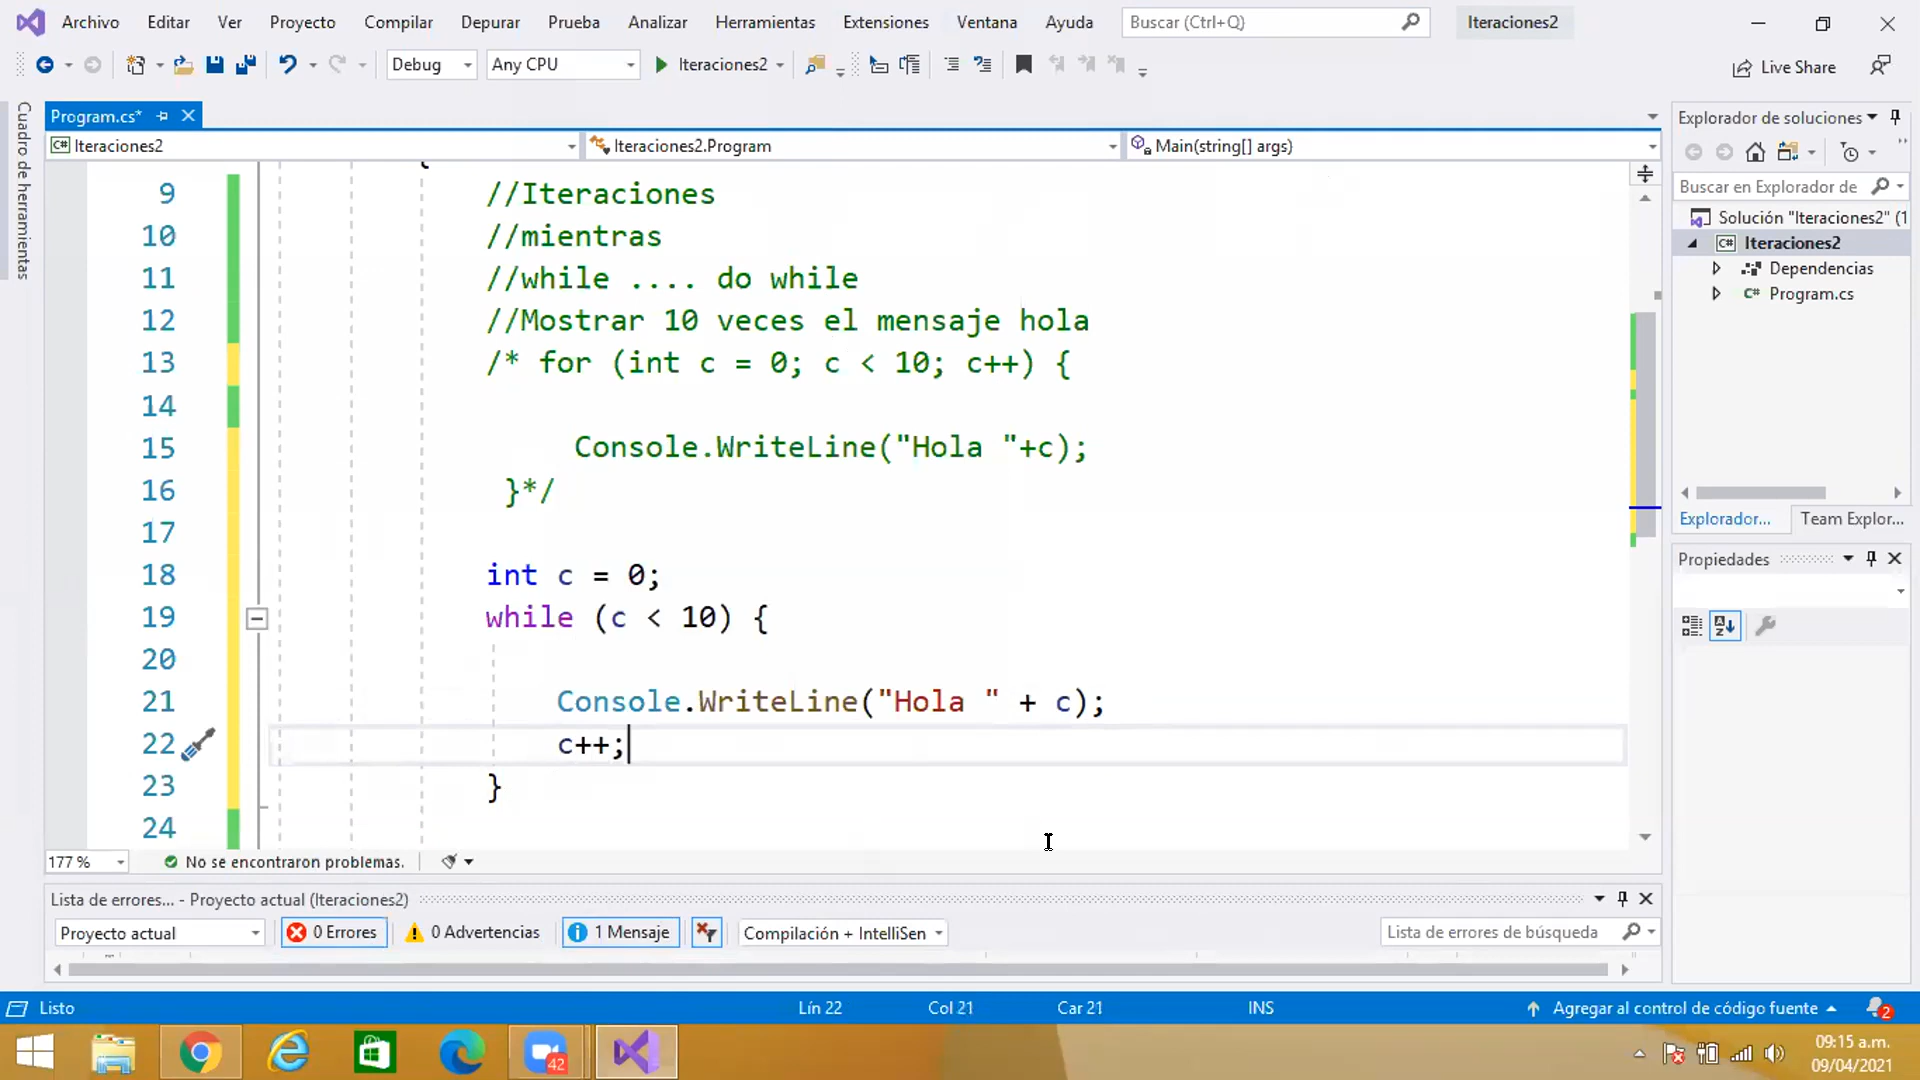 Archivo Editar Ver Proyecto Compilar Depurar Prueba Analizar Herramientas Extensiones Ventana Ayuda Buscar (Ctrl+Q) Iteraciones2
Debug Any CPU Iteraciones2 Live Share
Cuadro de herramientas
Program.cs*
Iteraciones2 Iteraciones2.Program Main(string[] args)
9 //Iteraciones
10 //mientras
11 //while .... do while
12 //Mostrar 10 veces el mensaje hola
13 /* for (int c = 0; c < 10; c++) {
14
15 Console.WriteLine("Hola "+c);
16 }*/
17
18 int c = 0;
19 while (c < 10) {
20
21 Console.WriteLine("Hola " + c);
22 c++;
23 }
24
177 % No se encontraron problemas.
Lista de errores... - Proyecto actual (Iteraciones2)
Proyecto actual 0 Errores 0 Advertencias 1 Mensaje Compilación + IntelliSen Lista de errores de búsqueda
Explorador de soluciones
Buscar en Explorador de
Solución "Iteraciones2" (1
C# Iteraciones2
Dependencias
C# Program.cs
Explorador... Team Explor...
Propiedades
Listo Lín 22 Col 21 Car 21 INS Agregar al control de código fuente 2
42
09:15 a.m.
09/04/2021